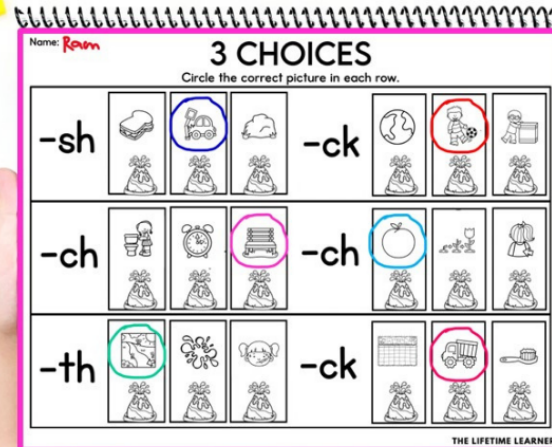 Name: Ram
3 CHOICES
Circle the correct picture in each row.
-sh
-ck
-ch
-ch
-th
-ck
THE LIFETIME LEARNER